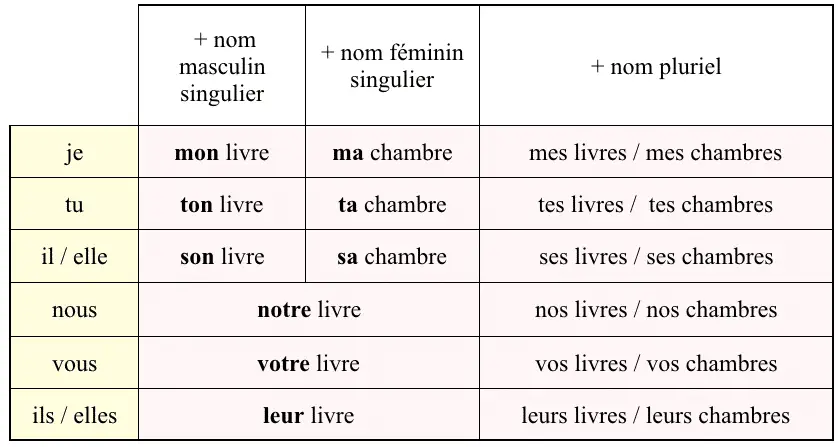 + nom
masculin
singulier
+ nom féminin
singulier
+ nom pluriel
je
mon livre
ma chambre
mes livres / mes chambres
tu
ton livre
ta chambre
tes livres /  tes chambres
il / elle
son livre
sa chambre
ses livres / ses chambres
nous
notre livre
nos livres / nos chambres
vous
votre livre
vos livres / vos chambres
ils / elles
leur livre
leurs livres / leurs chambres